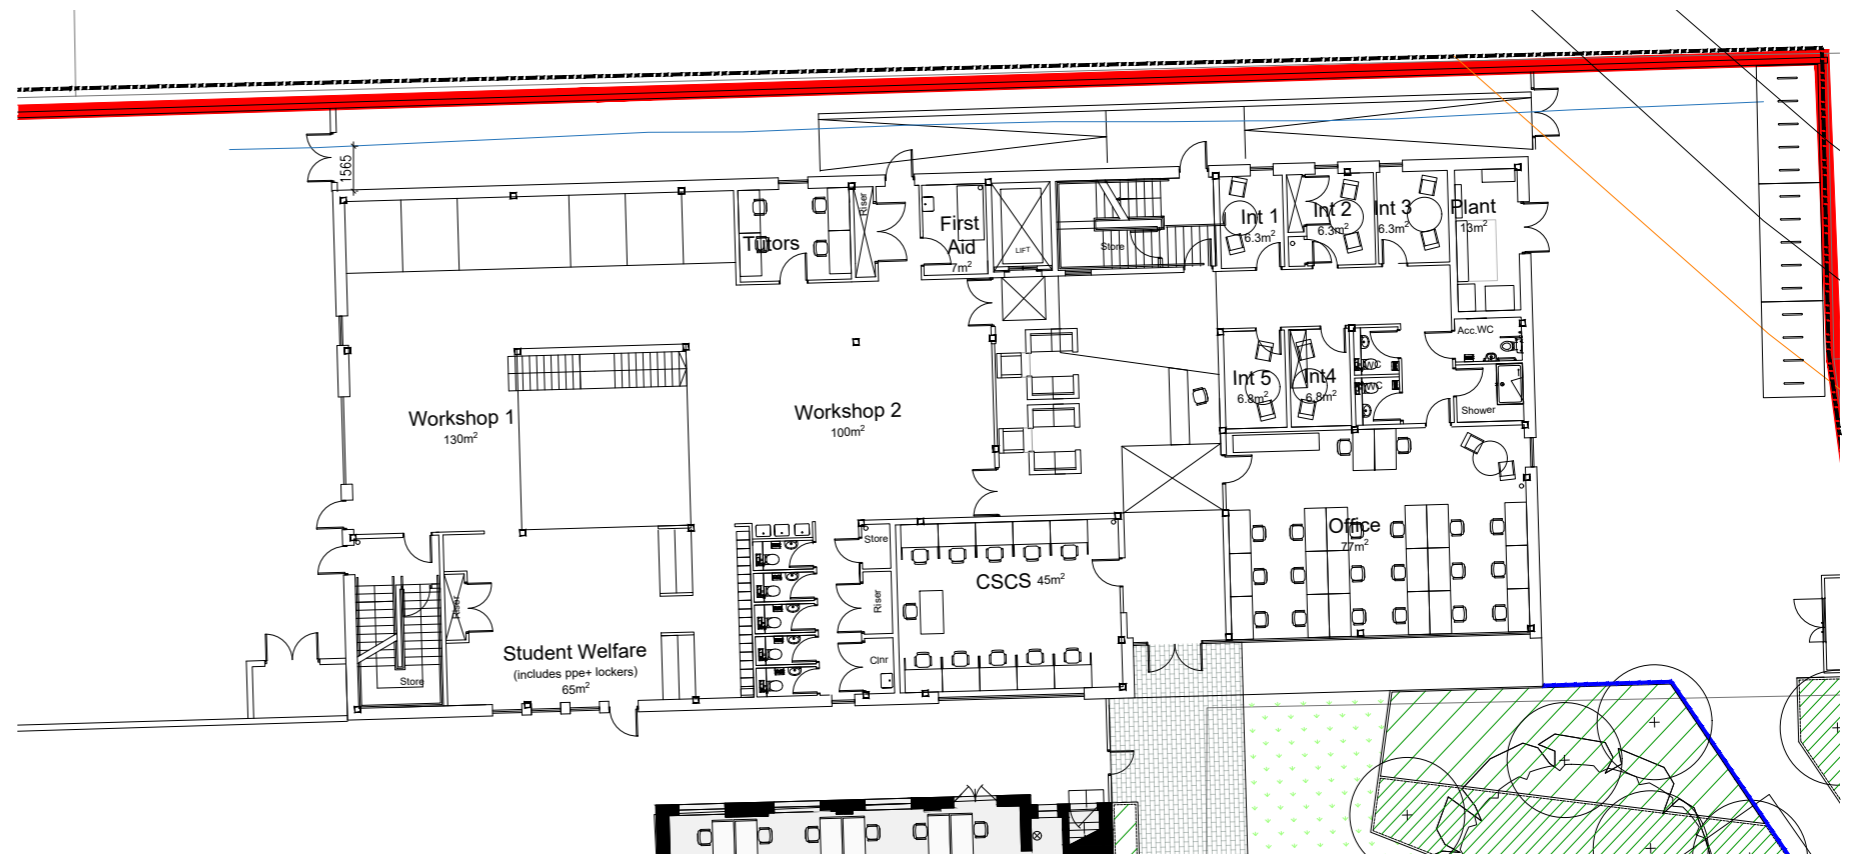 1565
Tutors
Riser
First
Aid
7m²
LIFT
Store
Int 1
6.3m²
Int 2
6.3m²
Int 3
6.3m²
Plant
13m²
Acc.WC
WC
WC
Shower
Int 5
6.8m²
Int4
6.8m²
Workshop 1
130m²
Workshop 2
100m²
Office
77m²
Store
CSCS 45m²
Riser
Riser
Clnr
Student Welfare
(includes ppe+ lockers)
65m²
Store